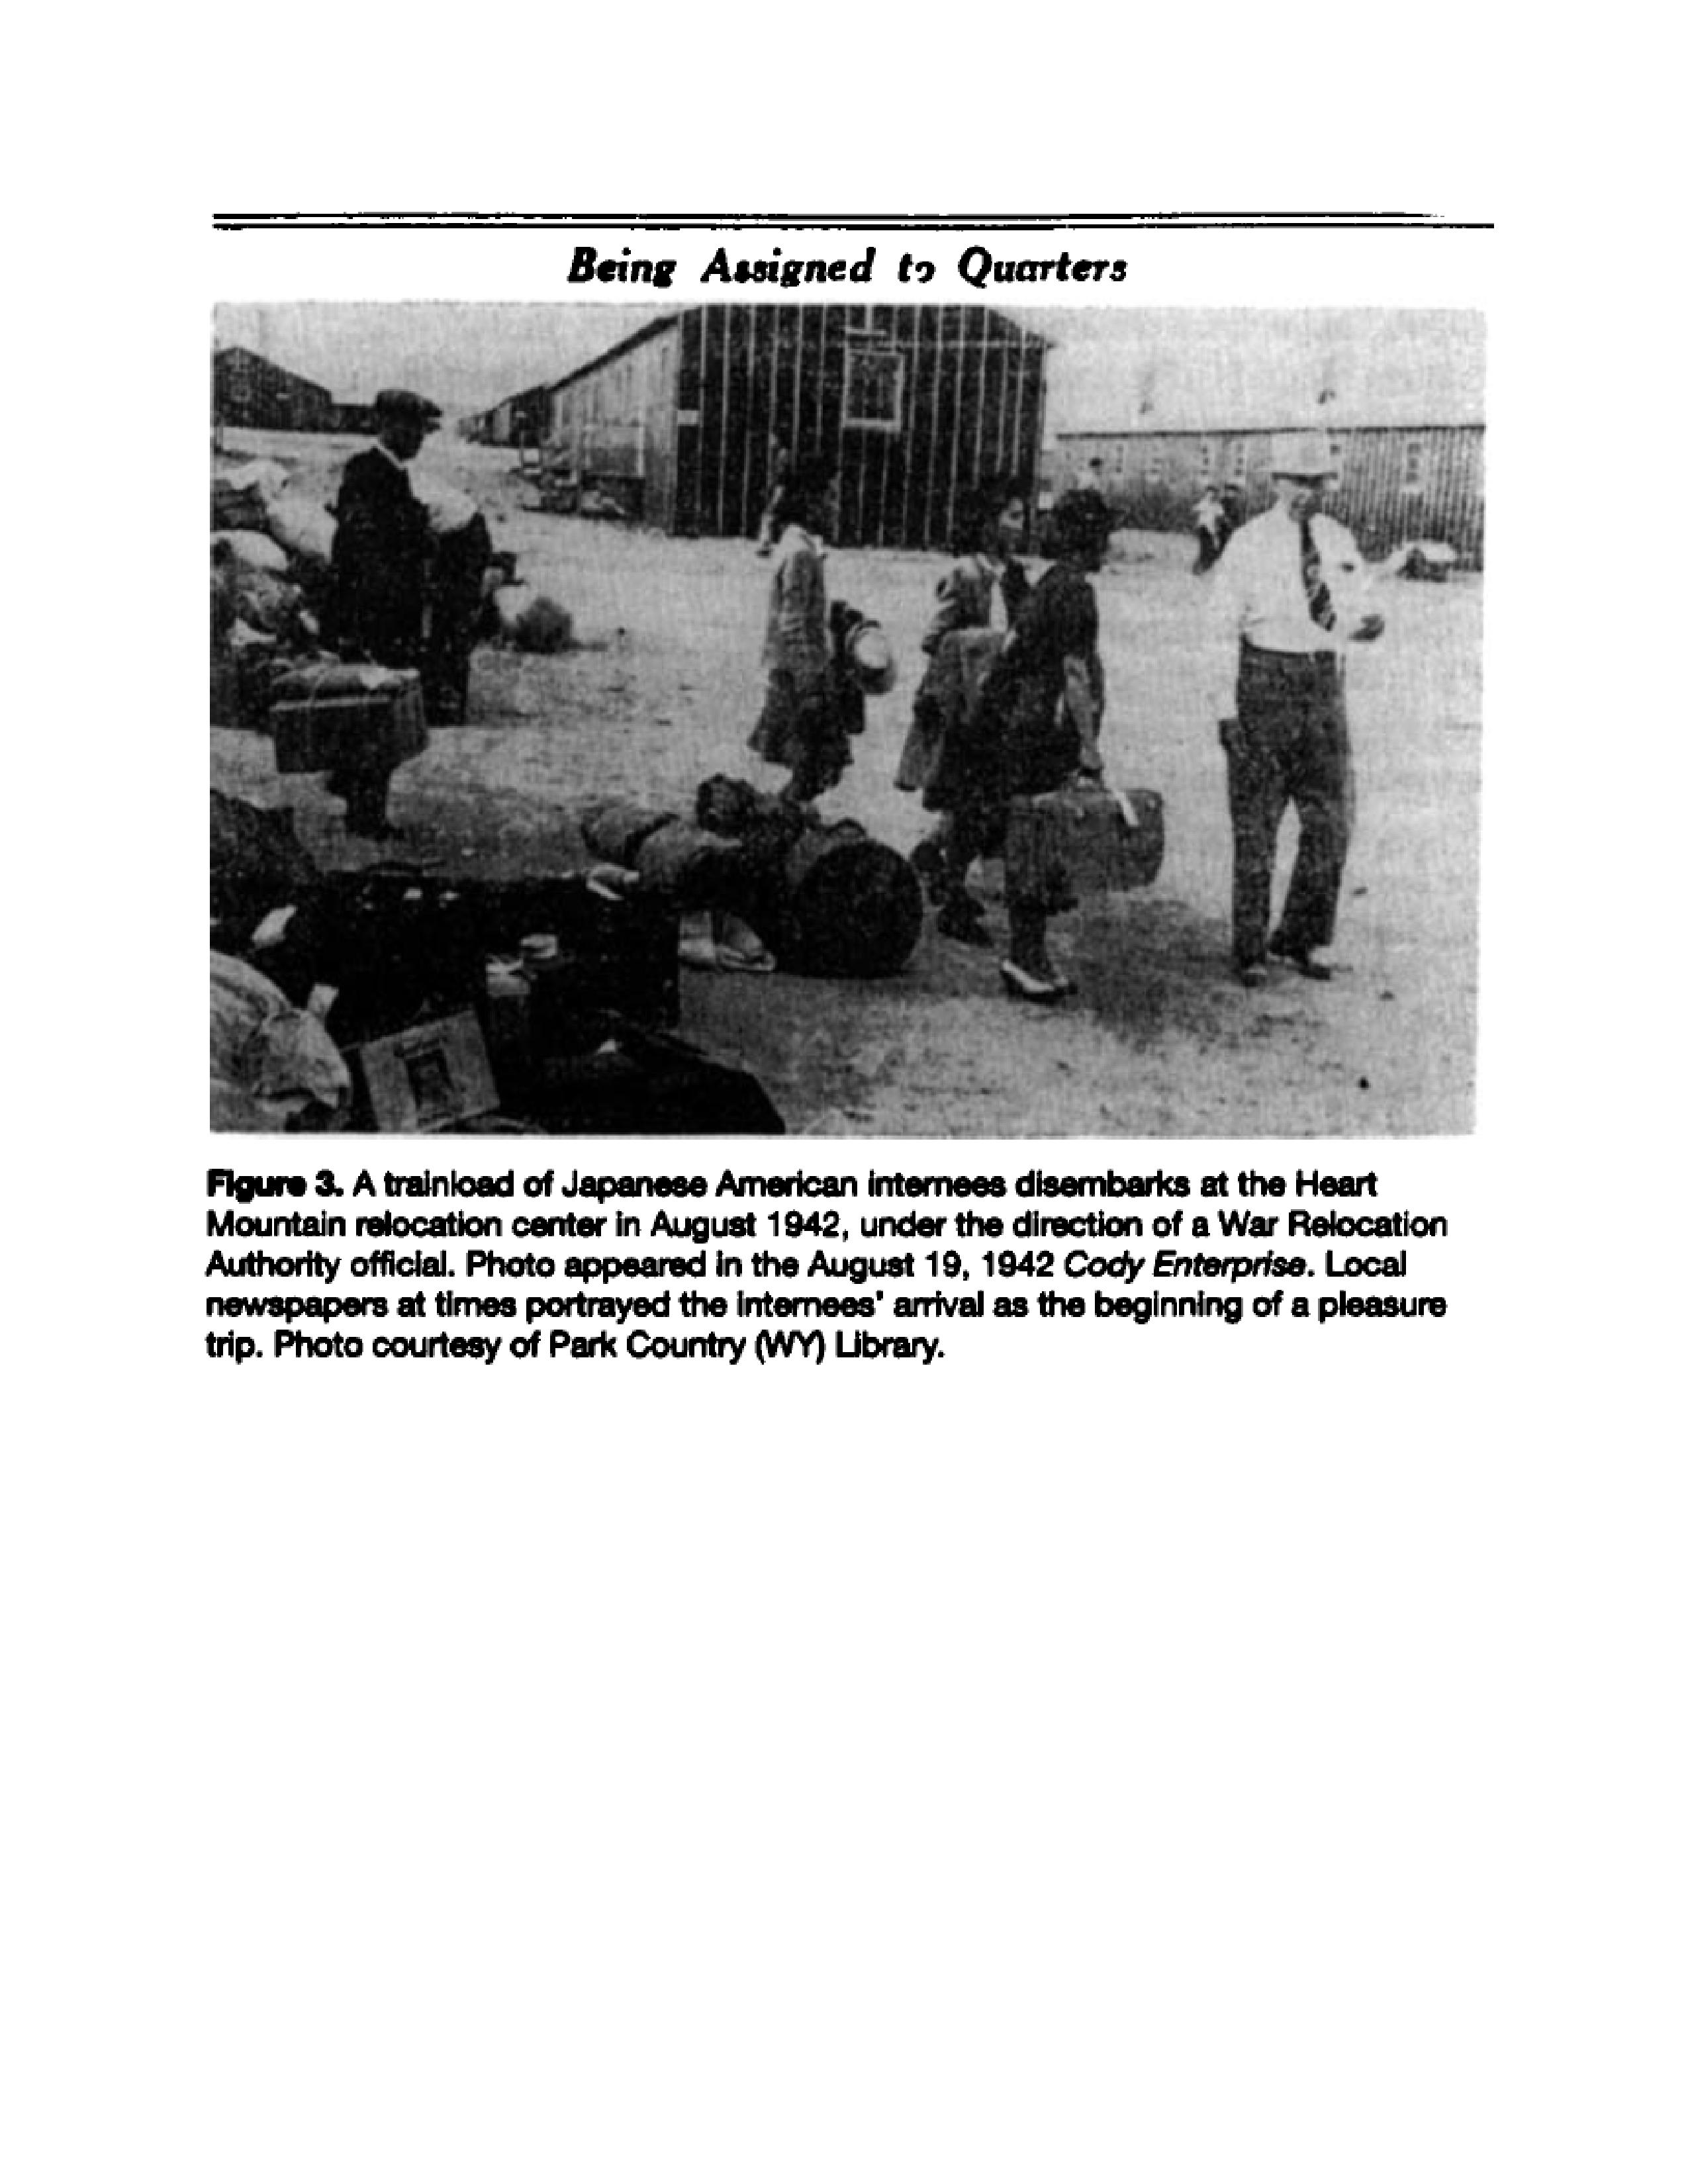 Being Assigned to Quarters
Figure 3. A trainload of Japanese American internees disembarks at the Heart
Mountain relocation center in August 1942, under the direction of a War Relocation
Authority official. Photo appeared in the August 19, 1942 Cody Enterprise. Local
newspapers at times portrayed the internees' arrival as the beginning of a pleasure
trip. Photo courtesy of Park Country (WY) Library.